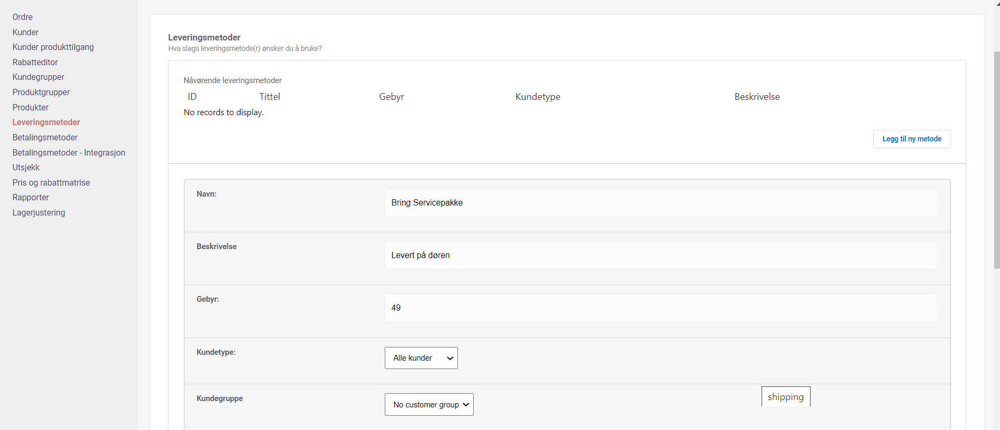 Ordre
Kunder
Kunder produkttilgang
Rabatteditor
Kundegrupper
Produktgrupper
Produkter
Leveringsmetoder
Betalingsmetoder
Betalingsmetoder - Integrasjon
Utsjekk
Pris og rabattmatrise
Rapporter
Lagerjustering
Leveringsmetoder
Hva slags leveringsmetode(r) ønsker du å bruke?
Nåvørende leveringsmetoder
ID Tittel Gebyr Kundetype Beskrivelse
No records to display.
Legg til ny metode
Navn: Bring Servicepakke
Beskrivelse Levert på døren
Gebyr: 49
Kundetype: Alle kunder
Kundegruppe No customer group
shipping